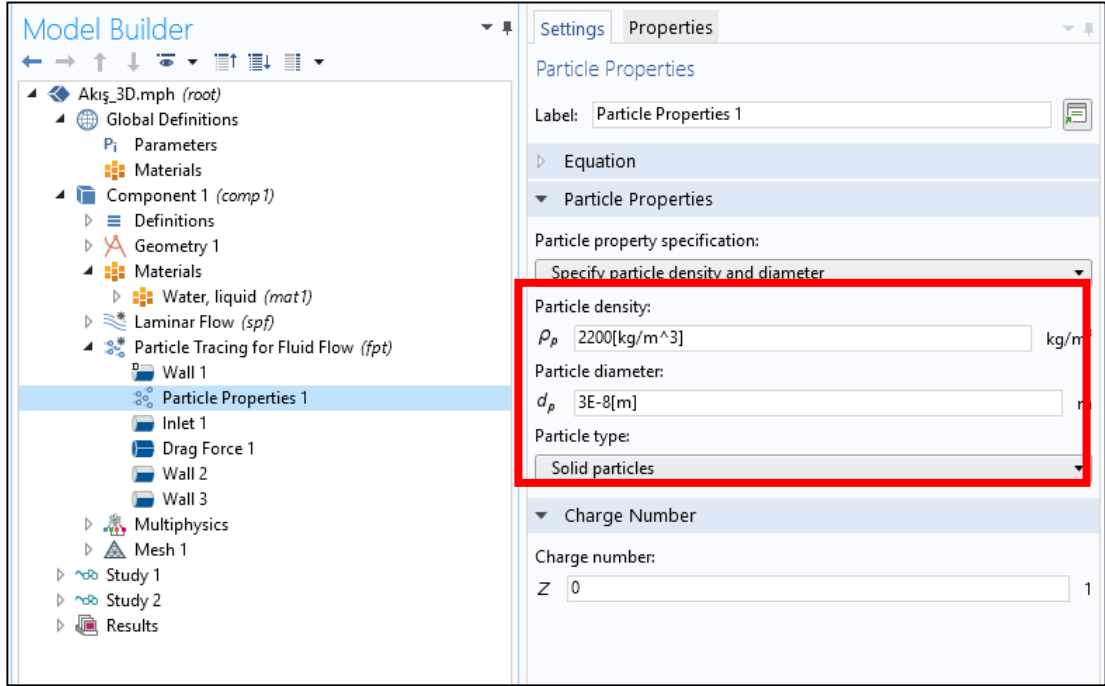 Model Builder
Akış_3D.mph (root)
Global Definitions
Pi Parameters
Materials
Component 1 (comp1)
Definitions
Geometry 1
Materials
Water, liquid (mat1)
Laminar Flow (spf)
Particle Tracing for Fluid Flow (fpt)
Wall 1
Particle Properties 1
Inlet 1
Drag Force 1
Wall 2
Wall 3
Multiphysics
Mesh 1
Study 1
Study 2
Results
Settings Properties
Particle Properties
Label: Particle Properties 1
Equation
Particle Properties
Particle property specification:
Specify particle density and diameter
Particle density:
ρp 2200[kg/m^3]
Particle diameter:
dp 3E-8[m]
Particle type:
Solid particles
Charge Number
Charge number:
Z 0 1